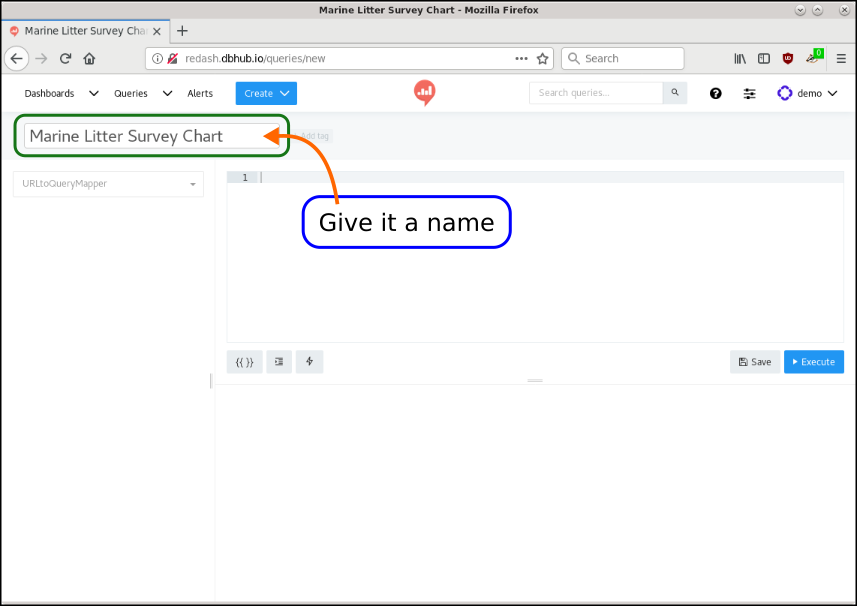 Marine Litter Survey Chart - Mozilla Firefox
Marine Litter Survey Cha
redash.dbhub.io/queries/new
Search
0
Dashboards Queries Alerts Create Search queries... demo
Marine Litter Survey Chart Add tag
URLtoQueryMapper
1
Give it a name
{{ }} Save Execute